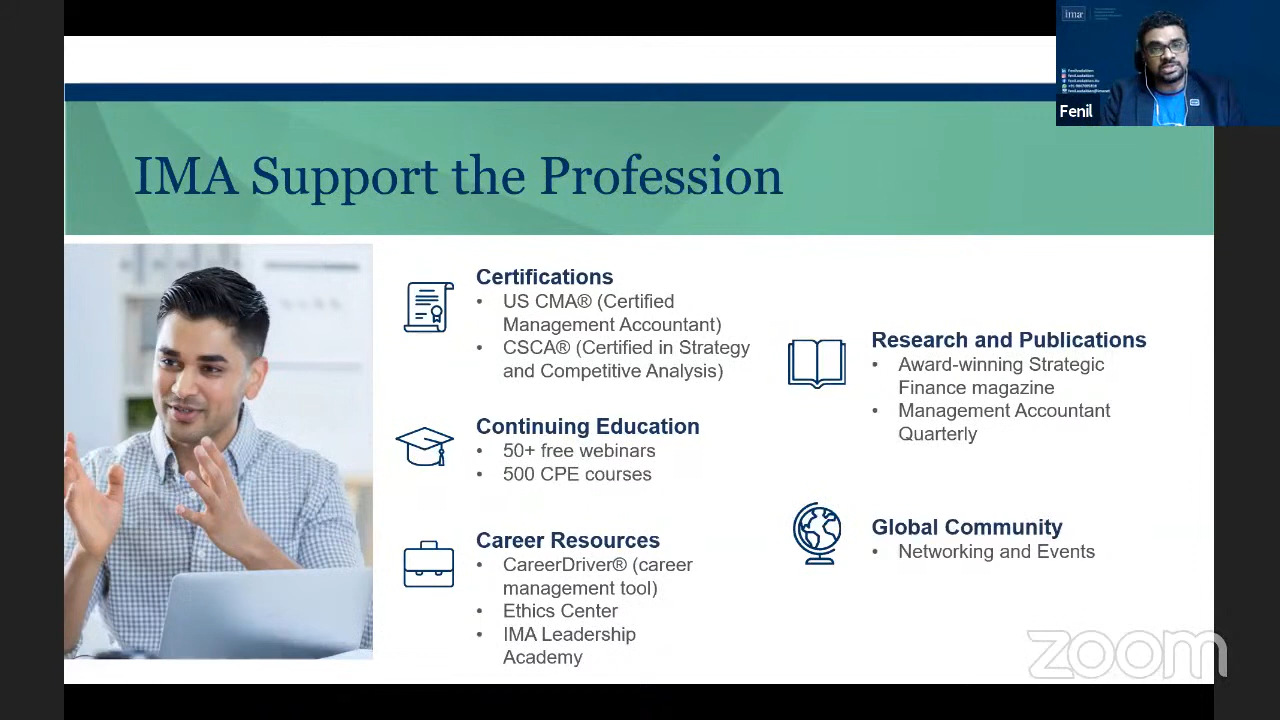 IMA Support the Profession
Certifications
• US CMA® (Certified
Management Accountant)
• CSCA® (Certified in Strategy
and Competitive Analysis)
Continuing Education
• 50+ free webinars
• 500 CPE courses
Career Resources
• CareerDriver® (career
management tool)
• Ethics Center
• IMA Leadership
Academy
Research and Publications
• Award-winning Strategic
Finance magazine
• Management Accountant
Quarterly
Global Community
• Networking and Events
ima
Fenil
zoom